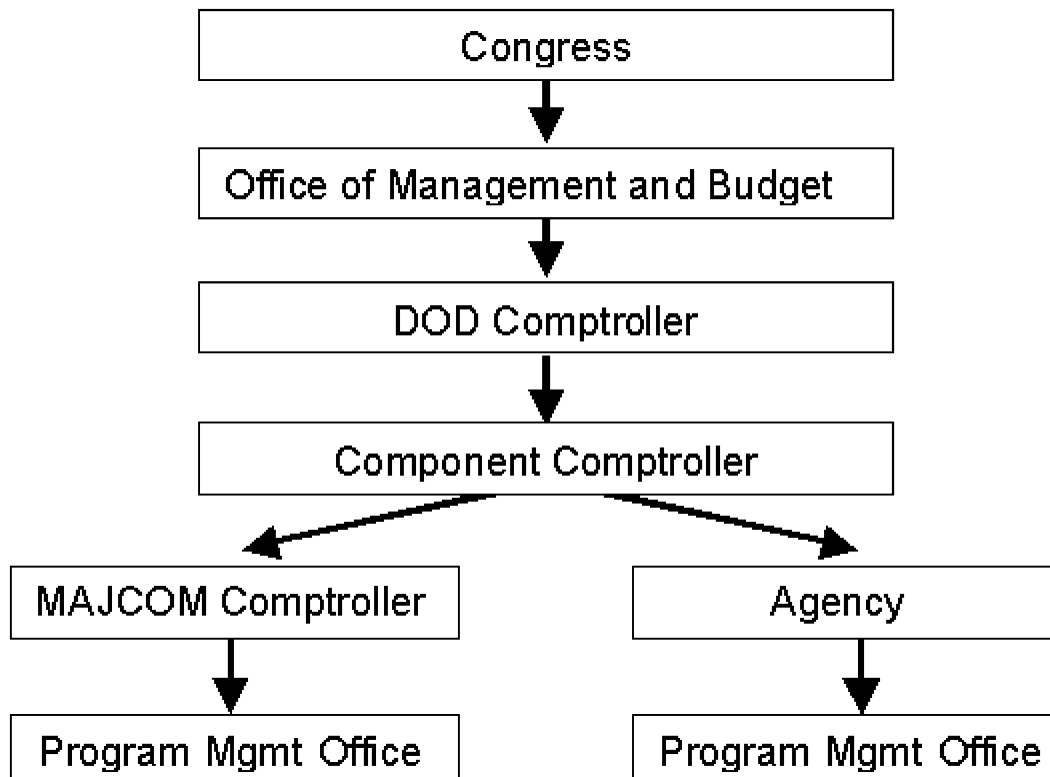 Congress
Office of Management and Budget
DOD Comptroller
Component Comptroller
MAJCOM Comptroller
Agency
Program Mgmt Office
Program Mgmt Office